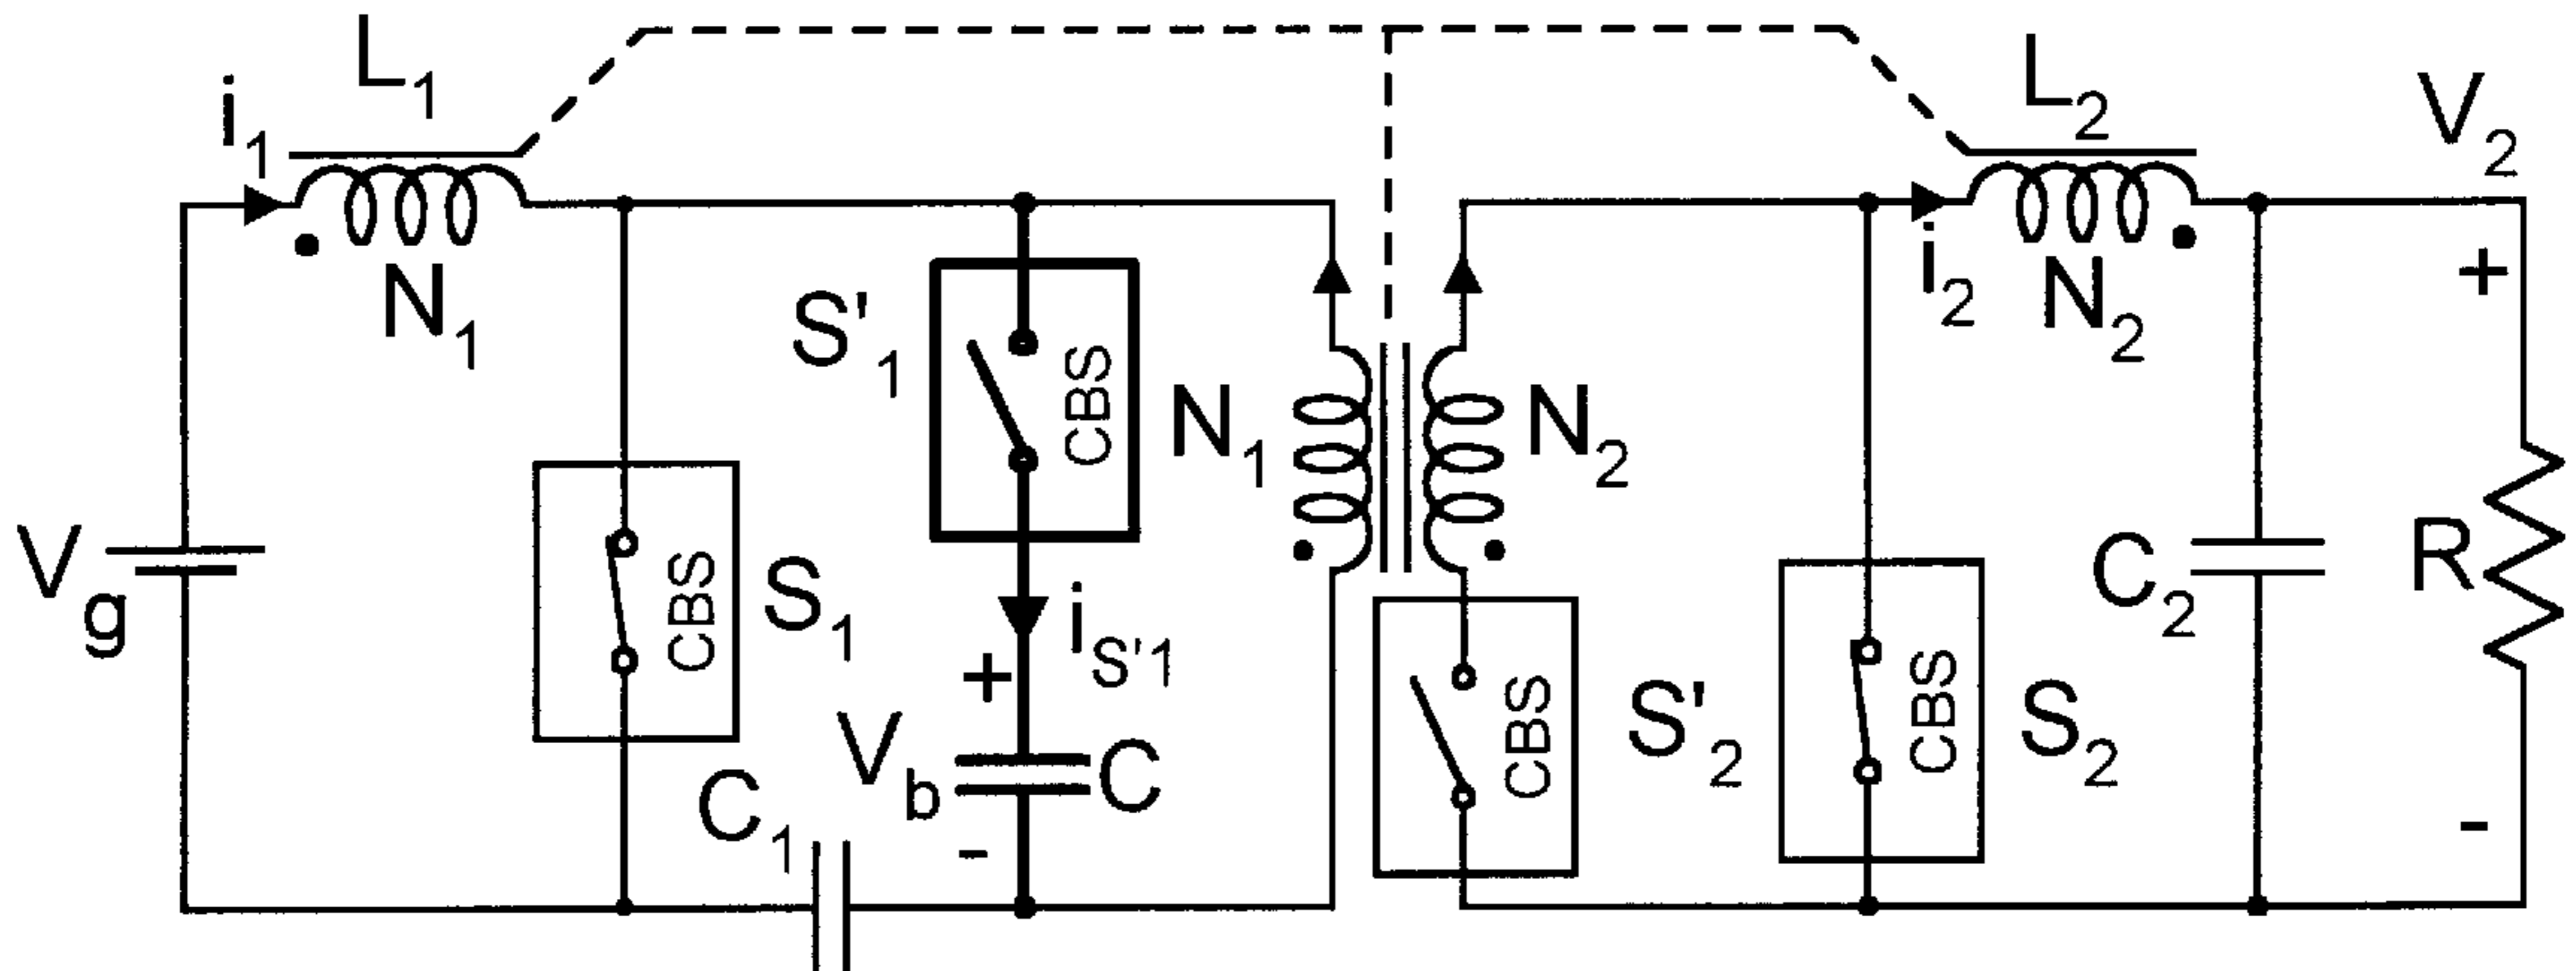 L1
i1
N1
S'1
CBS
N1
N2
L2
i2
N2
V2
+
Vg
CBS
S1
iS'1
+
Vb
C
-
C1
CBS
S'2
CBS
S2
C2
R
-